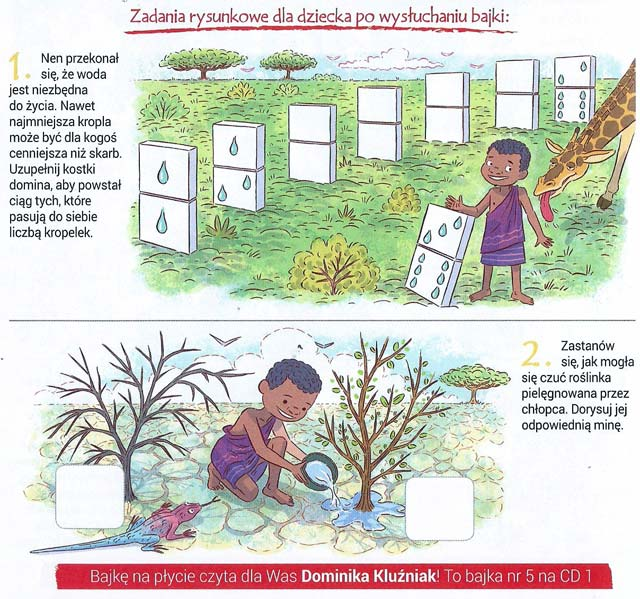 Zadania rysunkowe dla dziecka po wysłuchaniu bajki:
1. Nen przekonał
się, że woda
jest niezbędna
do życia. Nawet
najmniejsza kropla
może być dla kogoś
cenniejsza niż skarb.
Uzupełnij kostki
domina, aby powstał
ciąg tych, które
pasują do siebie
liczbą kropelek.
2. Zastanów
się, jak mogła
się czuć roślinka
pielęgnowana przez
chłopca. Dorysuj jej
odpowiednią minę.
Bajkę na płycie czyta dla Was Dominika Kluźniak! To bajka nr 5 na CD 1